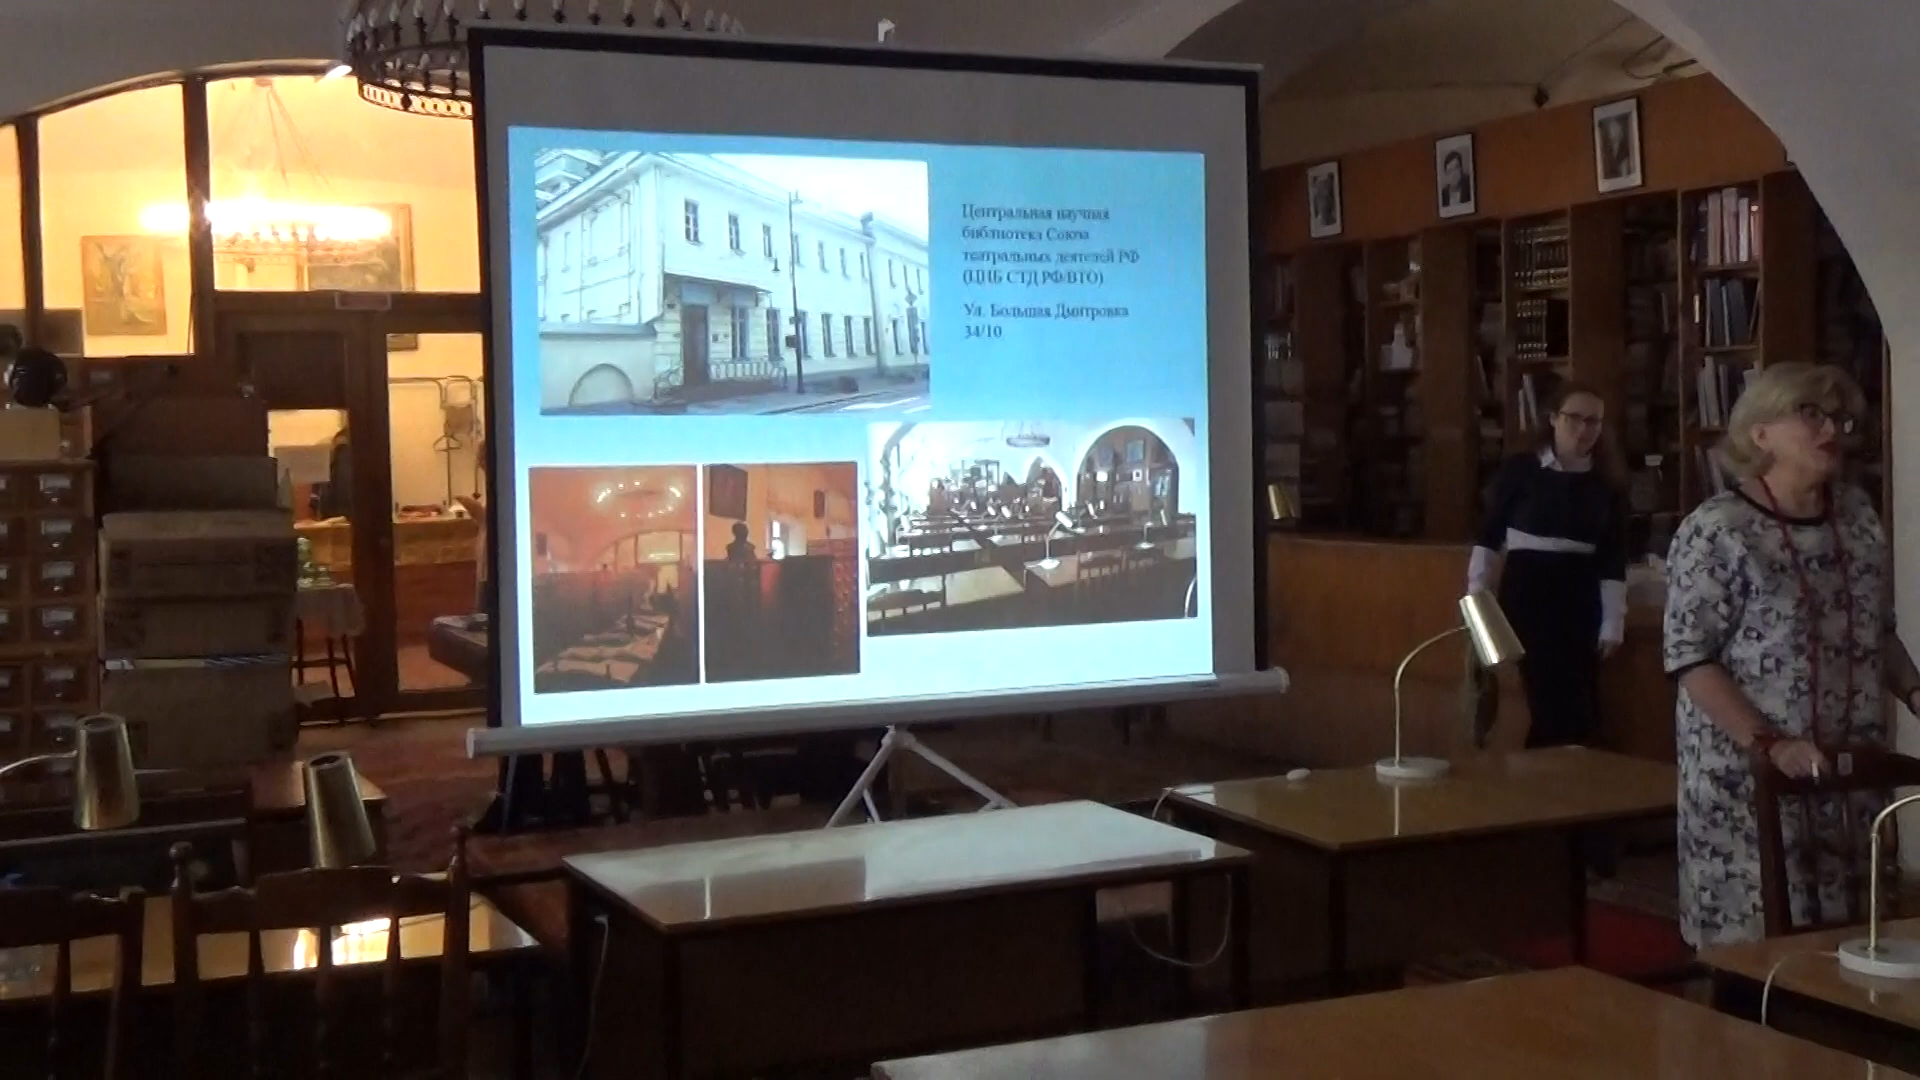 Центральная научная
библиотека Союза
театральных деятелей РФ
(ЦНБ СТД РФ/ВТО)
Ул. Большая Дмитровка
34/10